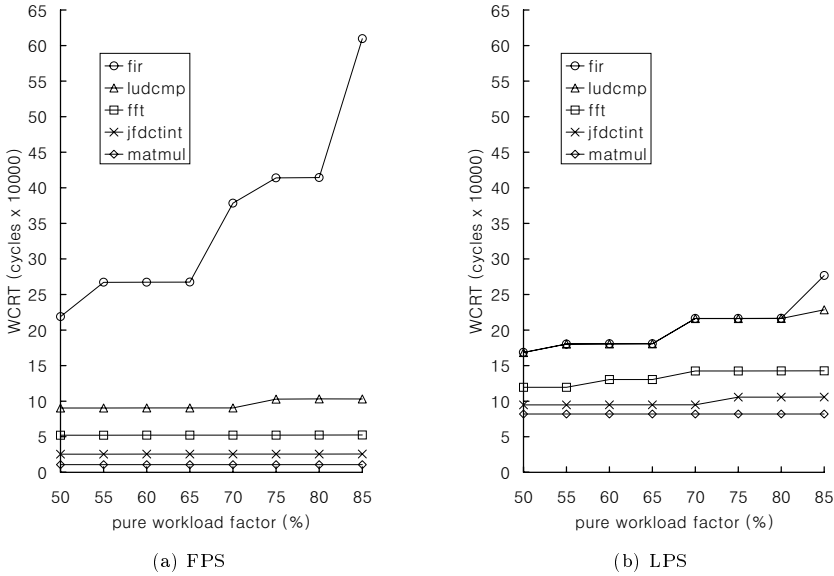 65
60
55
50
45
40
35
30
25
20
15
10
5
0
WCRT (cycles x 10000)
fir
ludcmp
fft
jfdctint
matmul
50 55 60 65 70 75 80 85
pure workload factor (%)
(a) FPS
65
60
55
50
45
40
35
30
25
20
15
10
5
0
WCRT (cycles x 10000)
fir
ludcmp
fft
jfdctint
matmul
50 55 60 65 70 75 80 85
pure workload factor (%)
(b) LPS